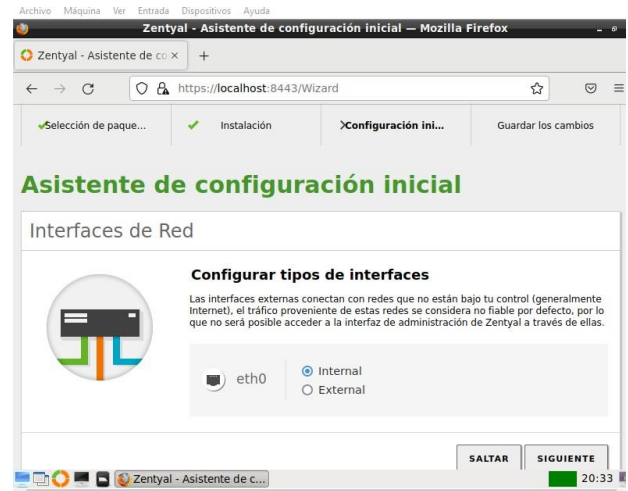 Archivo Máquina Ver Entrada Dispositivos Ayuda
Zentyal - Asistente de configuración inicial — Mozilla Firefox
Zentyal - Asistente de co
https://localhost:8443/Wizard
Selección de paque...
Instalación
Configuración ini...
Guardar los cambios
Asistente de configuración inicial
Interfaces de Red
Configurar tipos de interfaces
Las interfaces externas conectan con redes que no están bajo tu control (generalmente
Internet), el tráfico proveniente de estas redes se considera no fiable por defecto, por lo
que no será posible acceder a la interfaz de administración de Zentyal a través de ellas.
eth0
Internal
External
SALTAR
SIGUIENTE
Zentyal - Asistente de c...
20:33